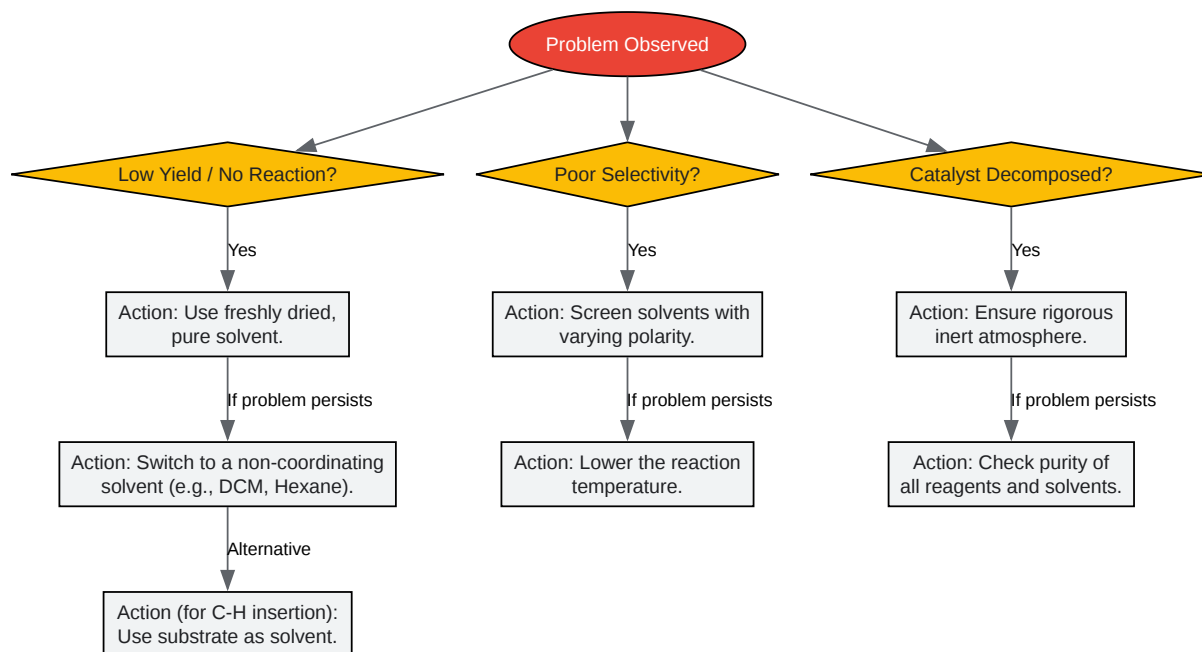 Problem Observed
Low Yield / No Reaction?
Poor Selectivity?
Catalyst Decomposed?
Yes
Yes
Yes
Action: Use freshly dried,
pure solvent.
Action: Screen solvents with
varying polarity.
Action: Ensure rigorous
inert atmosphere.
If problem persists
If problem persists
If problem persists
Action: Switch to a non-coordinating
solvent (e.g., DCM, Hexane).
Action: Lower the reaction
temperature.
Action: Check purity of
all reagents and solvents.
Alternative
Action (for C-H insertion):
Use substrate as solvent.